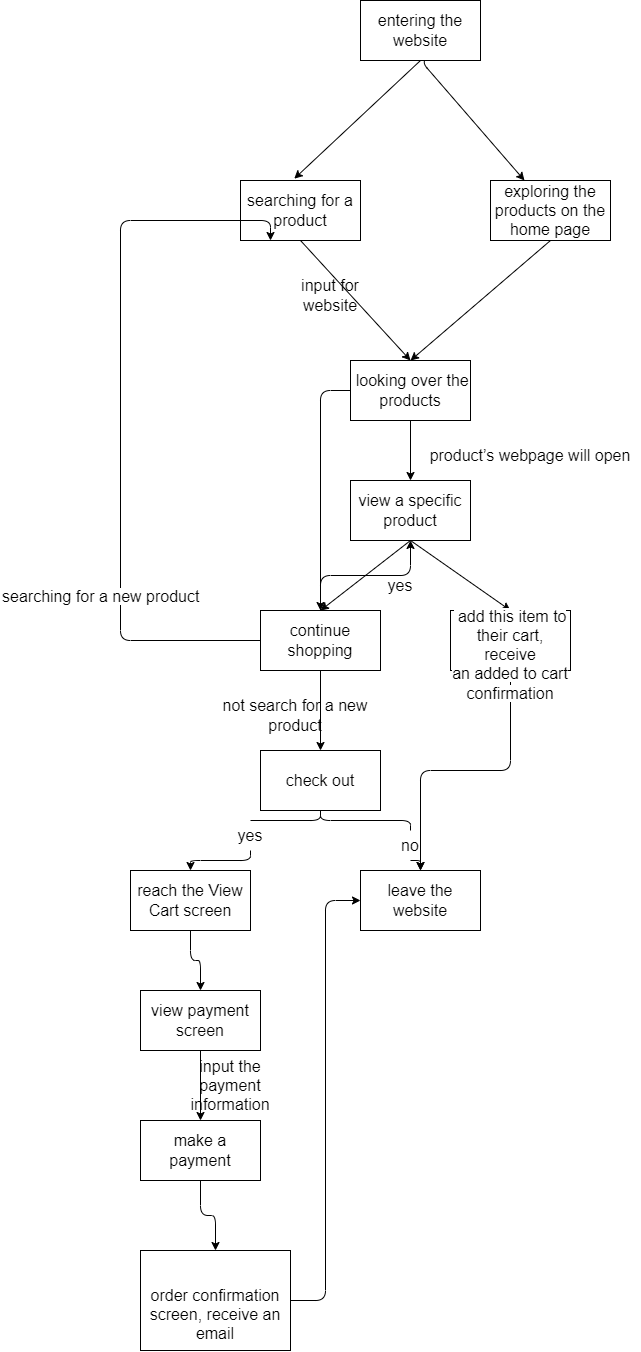 entering the
website
searching for a
product
exploring the
products on the
home page
input for
website
looking over the
products
product's webpage will open
view a specific
product
yes
searching for a new product
continue
shopping
add this item to
their cart,
receive
an added to cart
confirmation
not search for a new
product
check out
yes
no
reach the View
Cart screen
leave the
website
view payment
screen
input the
payment
information
make a
payment
order confirmation
screen, receive an
email